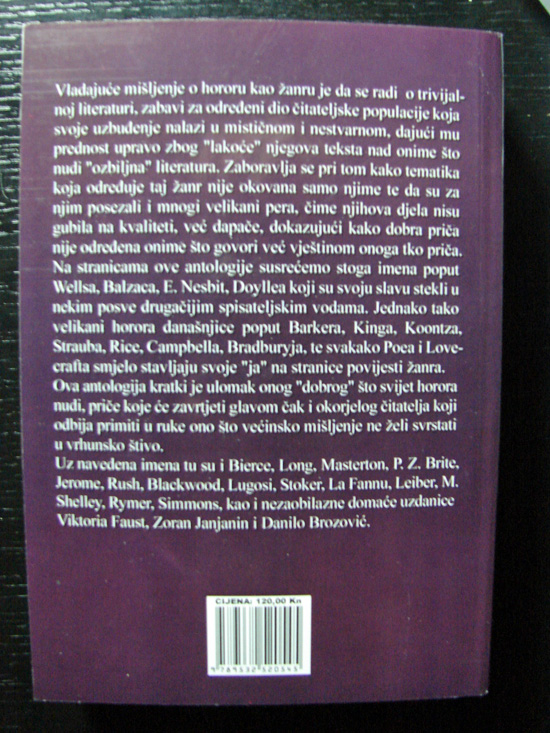 Vladajuće mišljenje o hororu kao žanru je da se radi o trivijal-
noj literaturi, zabavi za određeni dio čitateljske populacije koja
svoje uzbuđenje nalazi u mističnom i nestvarnom, dajući mu
prednost upravo zbog "lakoće" njegova teksta nad onime što
nudi "ozbiljna" literatura. Zaboravlja se pri tom kako tematika
koja određuje taj žanr nije okovana samo njime te da su za
njim posezali i mnogi velikani pera, čime njihova djela nisu
gubila na kvaliteti, već dapače, dokazujući kako dobra priča
nije određena onime što govori već vještinom onoga tko priča.
Na stranicama ove antologije susrećemo stoga imena poput
Wellsa, Balzaca, E. Nesbit, Doyllea koji su svoju slavu stekli u
nekim posve drugačijim spisateljskim vodama. Jednako tako
velikani horora današnjice poput Barkera, Kinga, Koontza,
Strauba, Rice, Campbella, Bradburyja, te svakako Poea i Love-
crafta smjelo stavljaju svoje "ja" na stranice povijesti žanra.
Ova antologija kratki je ulomak onog "dobrog" što svijet horora
nudi, priče koje će zavrtjeti glavom čak i okorjelog čitatelja koji
odbija primiti u ruke ono što većinsko mišljenje ne želi svrstati
u vrhunsko štivo.
Uz navedena imena tu su i Bierce, Long, Masterton, P. Z. Brite,
Jerome, Rush, Blackwood, Lugosi, Stoker, La Fannu, Leiber, M.
Shelley, Rymer, Simmons, kao i nezaobilazne domaće uzdanice
Viktoria Faust, Zoran Janjanin i Danilo Brozović.
CIJENA: 120,00 Kn
9 789532 520545